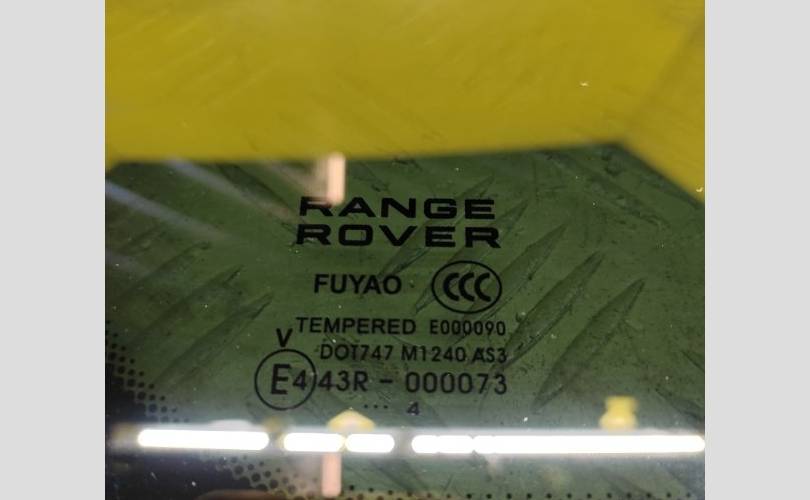 RANGE
ROVER
FUYAO CCC
TEMPERED E000090
V
DOT747 M1240 AS3
E4 43R - 000073
... 4